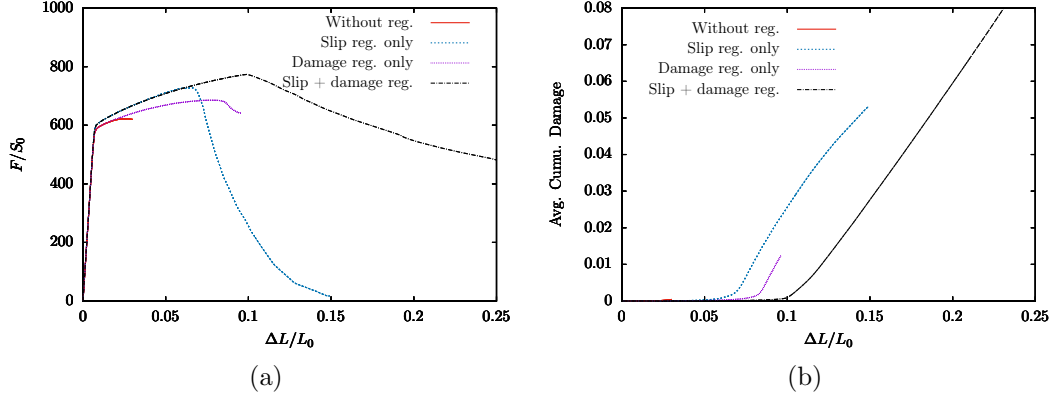 1000
800
600
400
200
0
F/S₀
0
0.05
0.1
0.15
0.2
0.25
ΔL/L₀
Without reg.
Slip reg. only
Damage reg. only
Slip + damage reg.
(a)
0.08
0.07
0.06
0.05
0.04
0.03
0.02
0.01
0
Avg. Cumu. Damage
0
0.05
0.1
0.15
0.2
0.25
ΔL/L₀
Without reg.
Slip reg. only
Damage reg. only
Slip + damage reg.
(b)